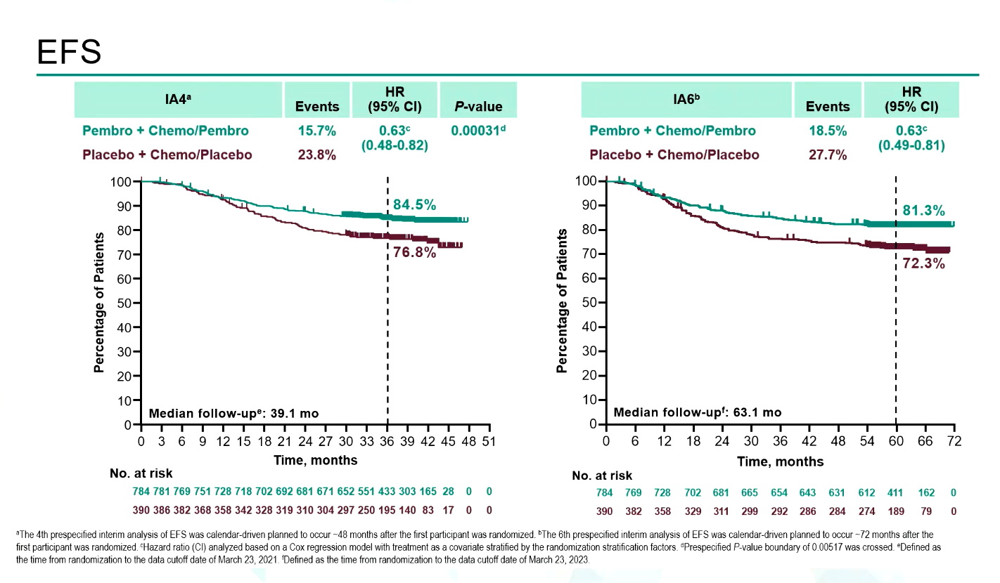 EFS
IA4ᵃ Events HR (95% CI) P-value
Pembro + Chemo/Pembro 15.7% 0.63ᶜ (0.48-0.82) 0.00031ᵈ
Placebo + Chemo/Placebo 23.8%
100
90
80
70
60
50
40
30
20
10
0
Percentage of Patients
84.5%
76.8%
Median follow-upᵉ: 39.1 mo
0 3 6 9 12 15 18 21 24 27 30 33 36 39 42 45 48 51
Time, months
No. at risk
784 781 769 751 728 718 702 692 681 671 652 551 433 303 165 28 0 0
390 386 382 368 358 342 328 319 310 304 297 250 195 140 83 17 0 0
IA6ᵇ Events HR (95% CI)
Pembro + Chemo/Pembro 18.5% 0.63ᶜ (0.49-0.81)
Placebo + Chemo/Placebo 27.7%
100
90
80
70
60
50
40
30
20
10
0
Percentage of Patients
81.3%
72.3%
Median follow-upᶠ: 63.1 mo
0 6 12 18 24 30 36 42 48 54 60 66 72
Time, months
No. at risk
784 769 728 702 681 665 654 643 631 612 411 162 0
390 382 358 329 311 299 292 286 284 274 189 79 0
ᵃThe 4th prespecified interim analysis of EFS was calendar-driven planned to occur ~48 months after the first participant was randomized. ᵇThe 6th prespecified interim analysis of EFS was calendar-driven planned to occur ~72 months after the
first participant was randomized. ᶜHazard ratio (CI) analyzed based on a Cox regression model with treatment as a covariate stratified by the randomization stratification factors. ᵈPrespecified P-value boundary of 0.00517 was crossed. ᵉDefined as
the time from randomization to the data cutoff date of March 23, 2021. ᶠDefined as the time from randomization to the data cutoff date of March 23, 2023.